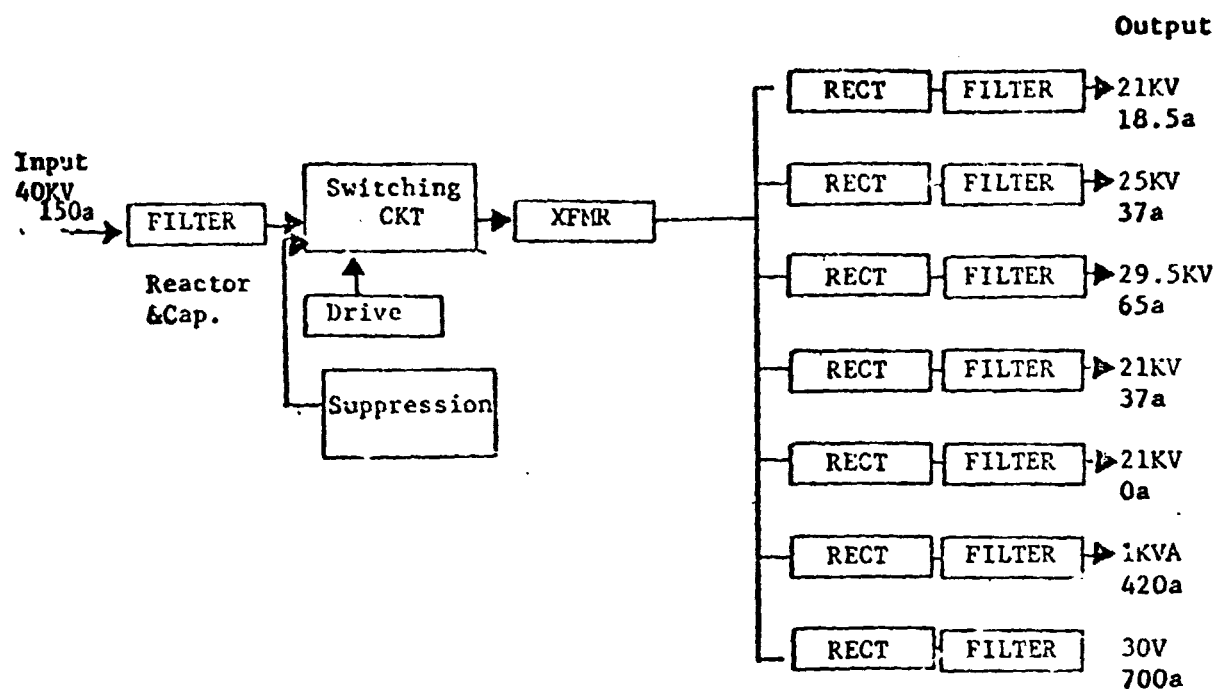 Output
RECT FILTER 21KV
18.5a
Input
40KV
150a
FILTER
Switching
CKT
XFMR
Reactor
&Cap.
Drive
Suppression
RECT FILTER 25KV
37a
RECT FILTER 29.5KV
65a
RECT FILTER 21KV
37a
RECT FILTER 21KV
0a
RECT FILTER 1KVA
420a
RECT FILTER 30V
700a